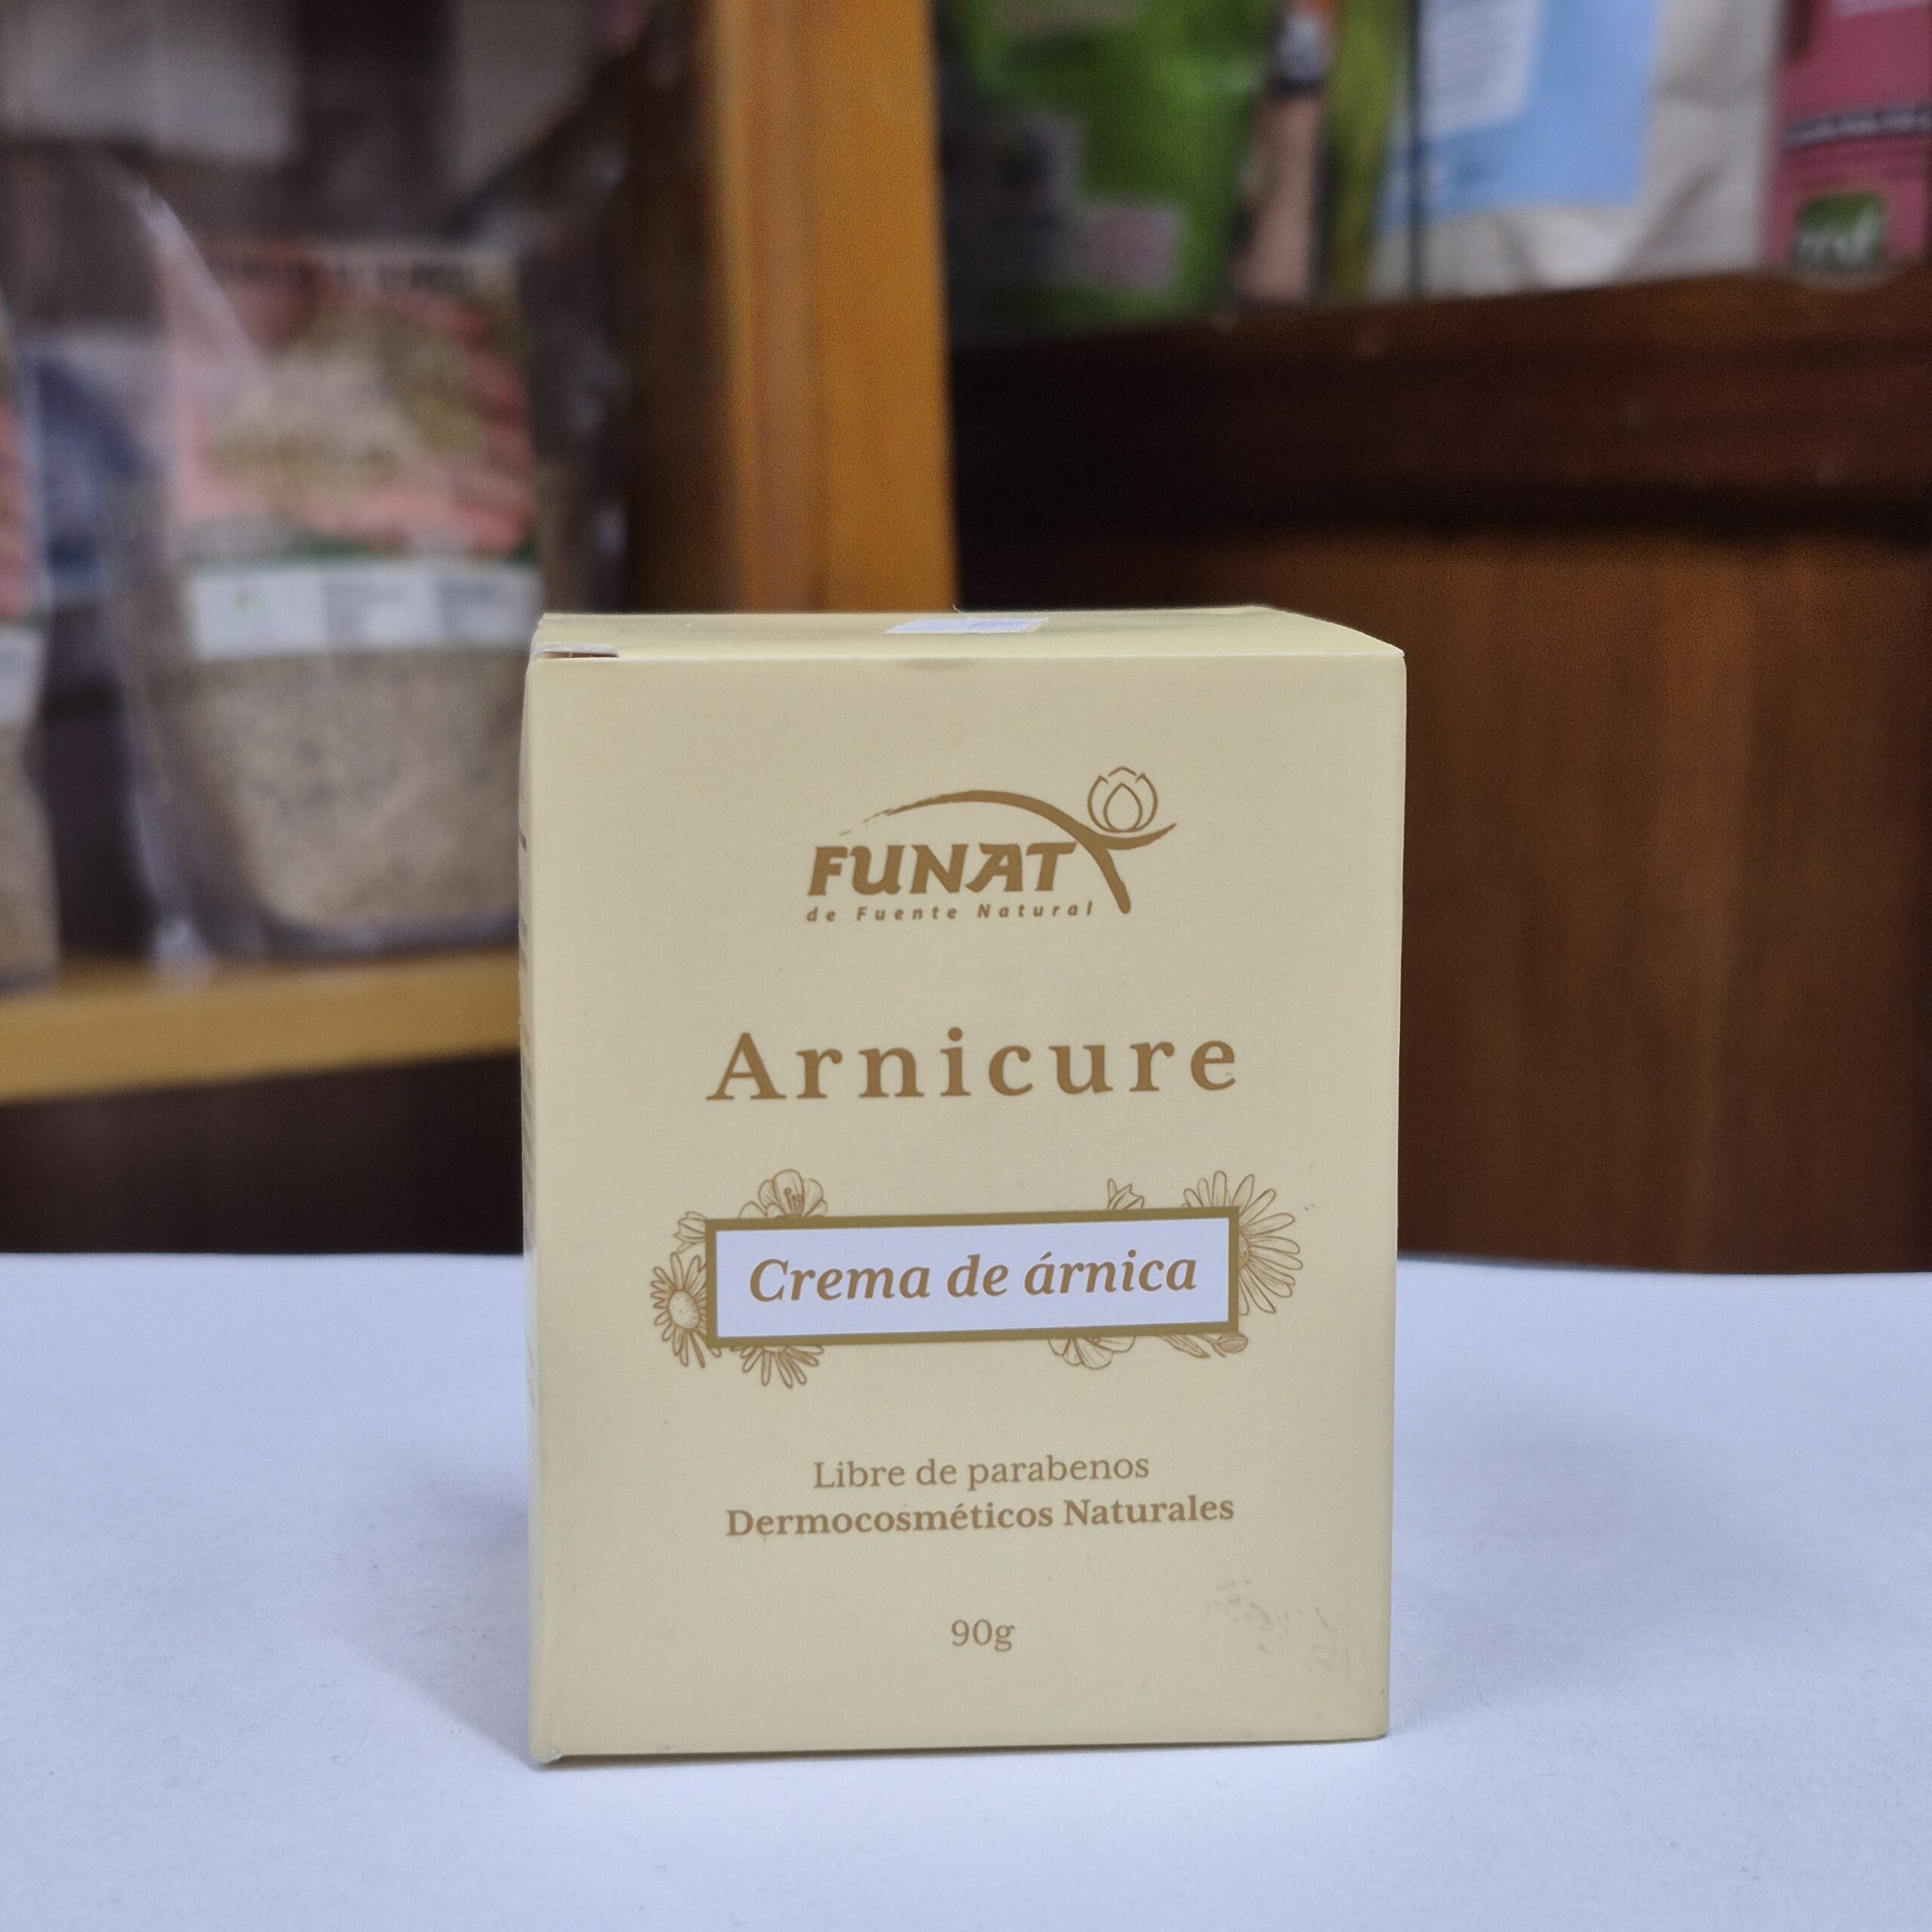 FUNAT
de Fuente Natural
Arnicure
Crema de árnica
Libre de parabenos
Dermocosméticos Naturales
90g